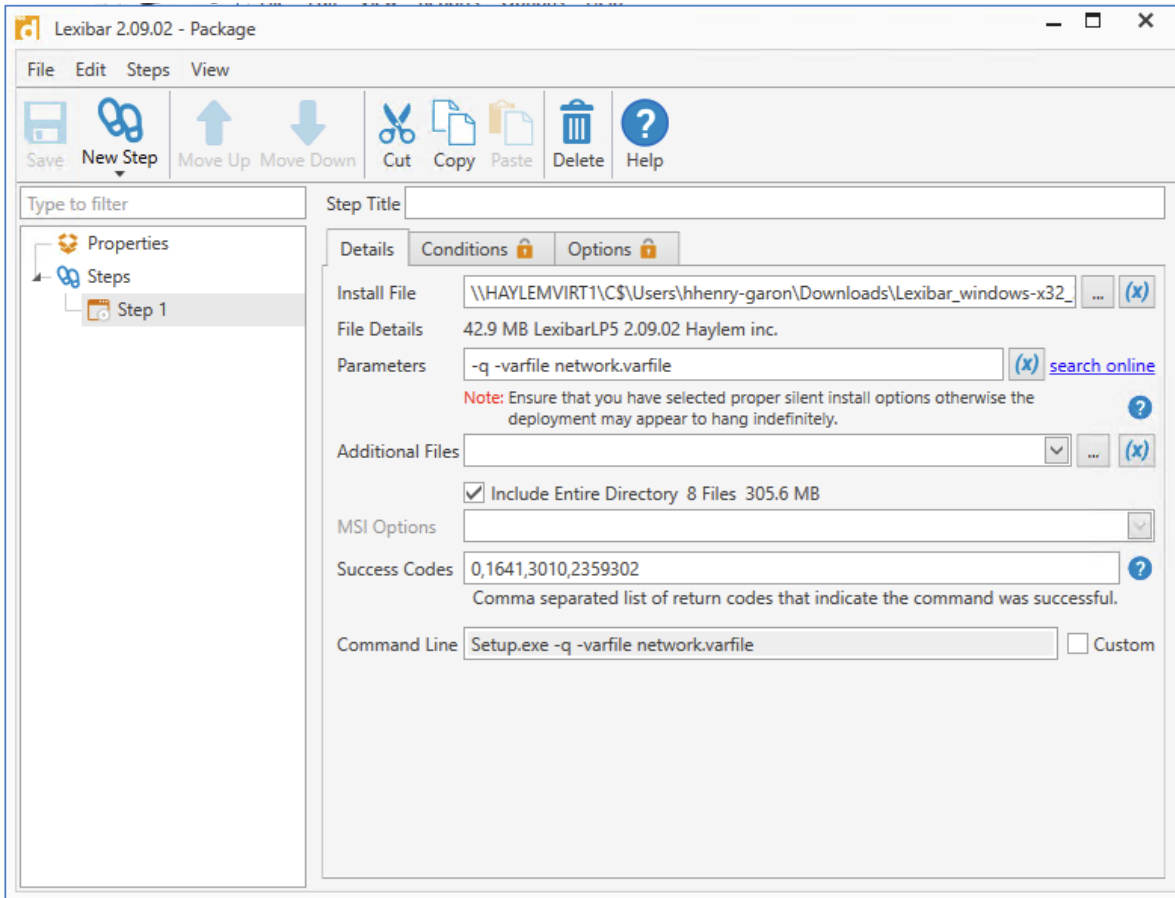 Lexibar 2.09.02 - Package
File Edit Steps View
Save New Step Move Up Move Down Cut Copy Paste Delete Help
Type to filter
Step Title
Properties
Steps
Step 1
Details Conditions Options
Install File \\HAYLEMVIRT1\C$\Users\hhenry-garon\Downloads\Lexibar_windows-x32_ ... (x)
File Details 42.9 MB LexibarLP5 2.09.02 Haylem inc.
Parameters -q -varfile network.varfile (x) search online
Note: Ensure that you have selected proper silent install options otherwise the
deployment may appear to hang indefinitely. ?
Additional Files ... (x)
Include Entire Directory 8 Files 305.6 MB
MSI Options
Success Codes 0,1641,3010,2359302 ?
Comma separated list of return codes that indicate the command was successful.
Command Line Setup.exe -q -varfile network.varfile Custom